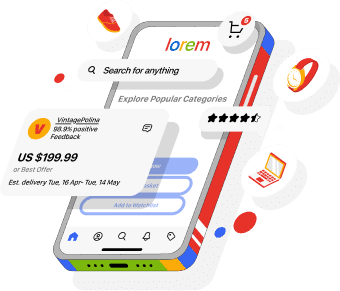 lorem
5
Search for anything
Explore Popular Categories
V
VintagePolina
98.9% positive
Feedback
US $199.99
or Best Offer
Est. delivery Tue, 16 Apr- Tue, 14 May
Add to Watchlist